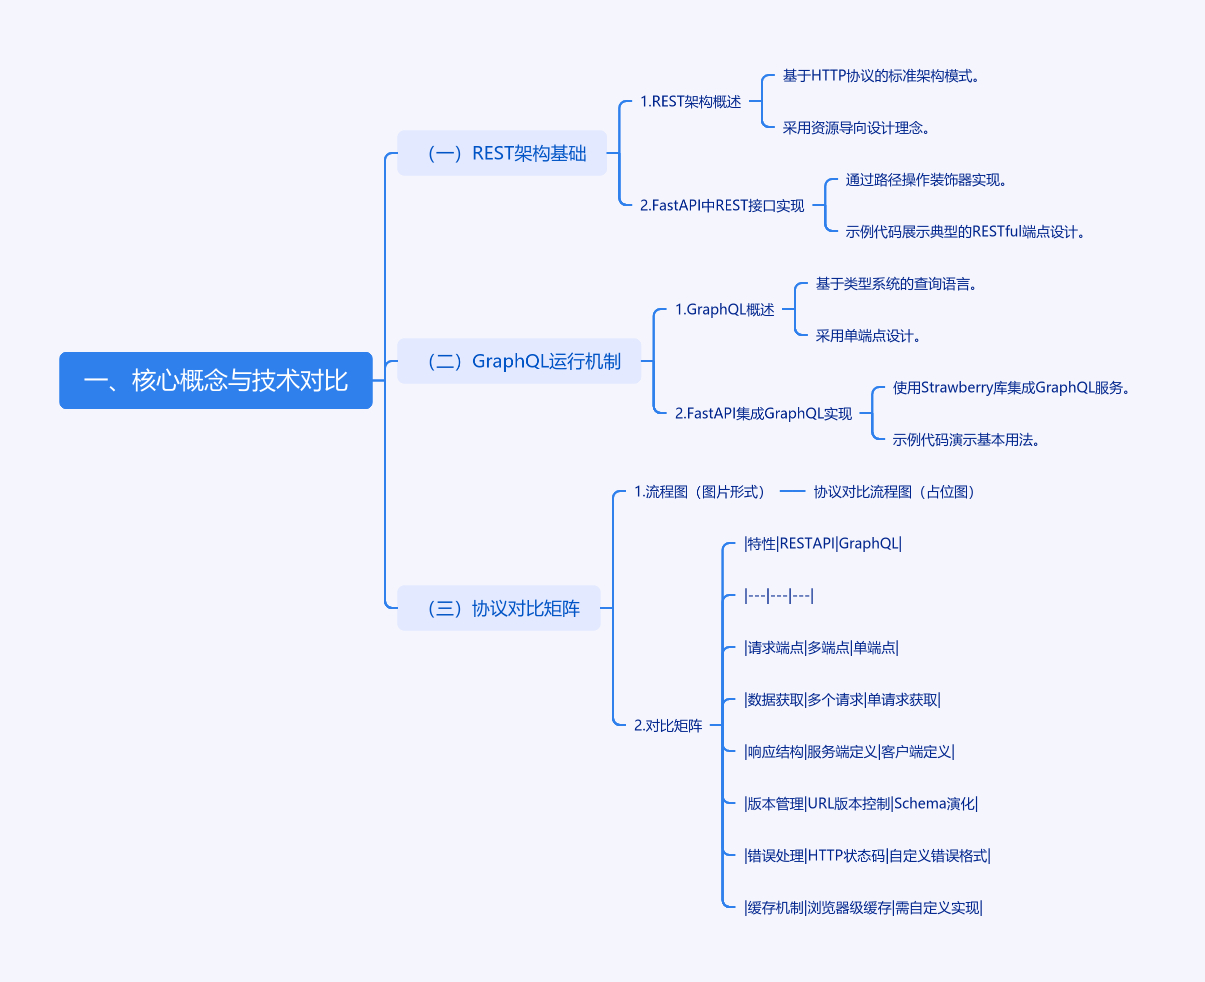 一、核心概念与技术对比
（一）REST架构基础
1.REST架构概述
基于HTTP协议的标准架构模式。
采用资源导向设计理念。
2.FastAPI中REST接口实现
通过路径操作装饰器实现。
示例代码展示典型的RESTful端点设计。
（二）GraphQL运行机制
1.GraphQL概述
基于类型系统的查询语言。
采用单端点设计。
2.FastAPI集成GraphQL实现
使用Strawberry库集成GraphQL服务。
示例代码演示基本用法。
（三）协议对比矩阵
1.流程图（图片形式）
协议对比流程图（占位图）
2.对比矩阵
|特性|RESTAPI|GraphQL|
|---|---|---|
|请求端点|多端点|单端点|
|数据获取|多个请求|单请求获取|
|响应结构|服务端定义|客户端定义|
|版本管理|URL版本控制|Schema演化|
|错误处理|HTTP状态码|自定义错误格式|
|缓存机制|浏览器级缓存|需自定义实现|